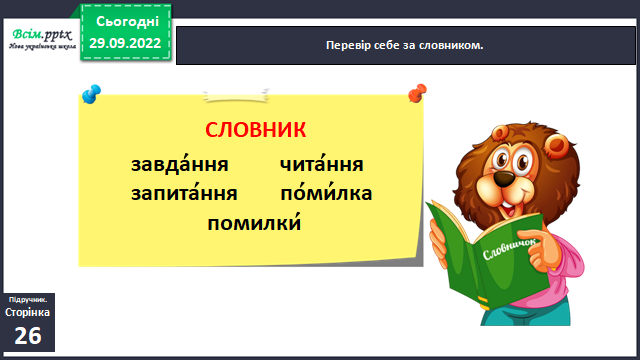 Всім.pptx
Нова українська школа
Сьогодні
29.09.2022
Перевір себе за словником.
СЛОВНИК
завда́ння чита́ння
запита́ння по́ми́лка
помилки́
Словничок
Підручник.
Сторінка
26